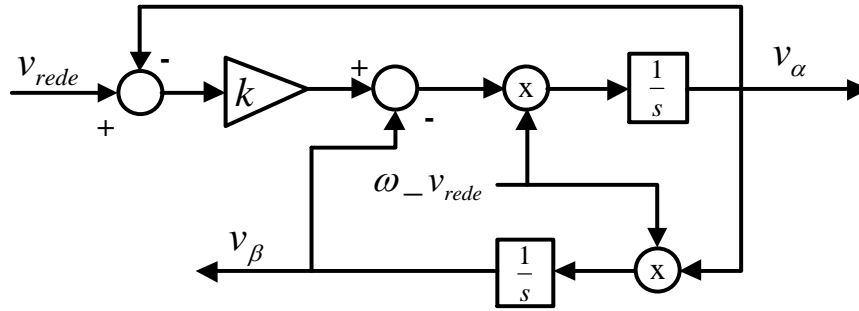 v_rede
-
+
k
+
-
x
1/s
v_α
ω_v_rede
v_β
1/s
x